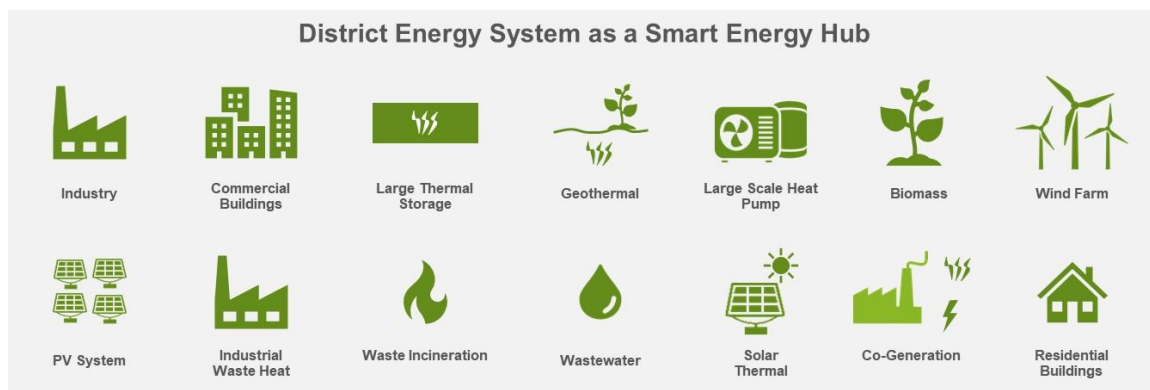 District Energy System as a Smart Energy Hub
Industry
Commercial
Buildings
Large Thermal
Storage
Geothermal
Large Scale Heat
Pump
Biomass
Wind Farm
PV System
Industrial
Waste Heat
Waste Incineration
Wastewater
Solar
Thermal
Co-Generation
Residential
Buildings